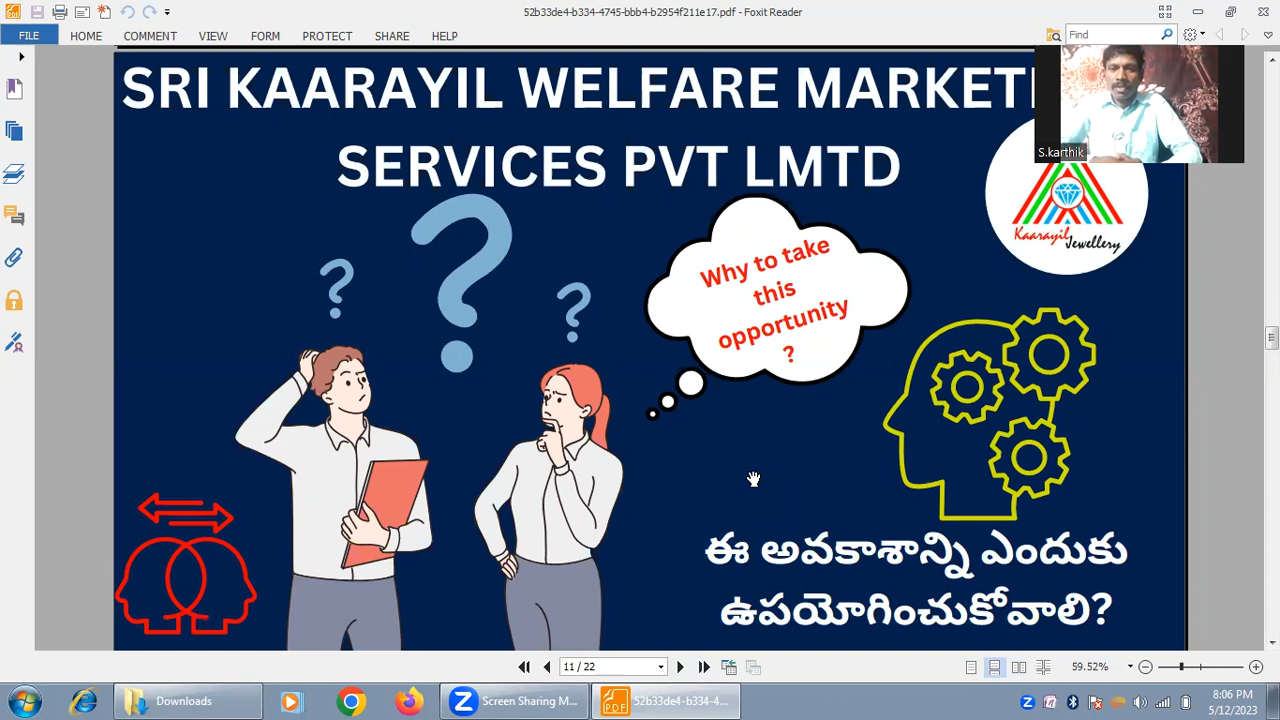 52b33de4-b334-4745-bbb4-b2954f211e17.pdf - Foxit Reader
FILE HOME COMMENT VIEW FORM PROTECT SHARE HELP
Find
SRI KAARAYIL WELFARE MARKET
SERVICES PVT LMTD
S.karthik
Kaarayil
Jewellery
Why to take
this
opportunity
?
? ? ?
ఈ అవకాశాన్ని ఎందుకు
ఉపయోగించుకోవాలి?
11 / 22
59.52%
Downloads
Screen Sharing M...
52b33de4-b334-4...
PDF
8:06 PM
5/12/2023